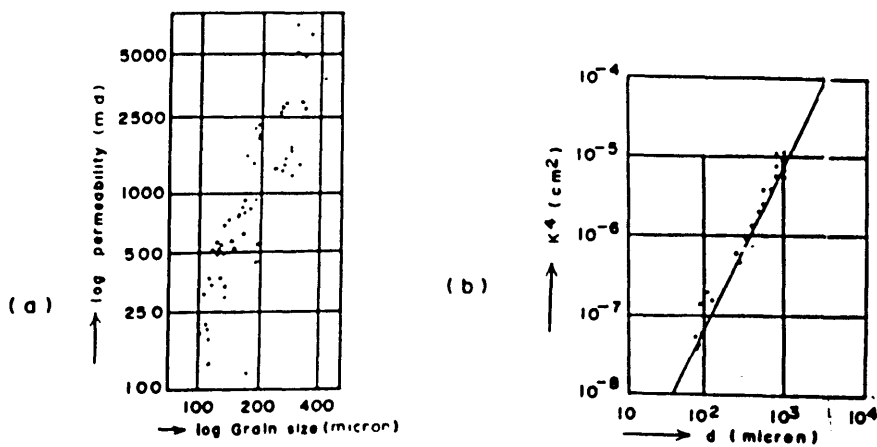 (a)
log permeability (md)
5000
2500
1000
500
250
100
100 200 400
log Grain size (micron)
(b)
K⁴ (cm²)
10⁻⁴
10⁻⁵
10⁻⁶
10⁻⁷
10⁻⁸
10 10² 10³ 10⁴
d (micron)